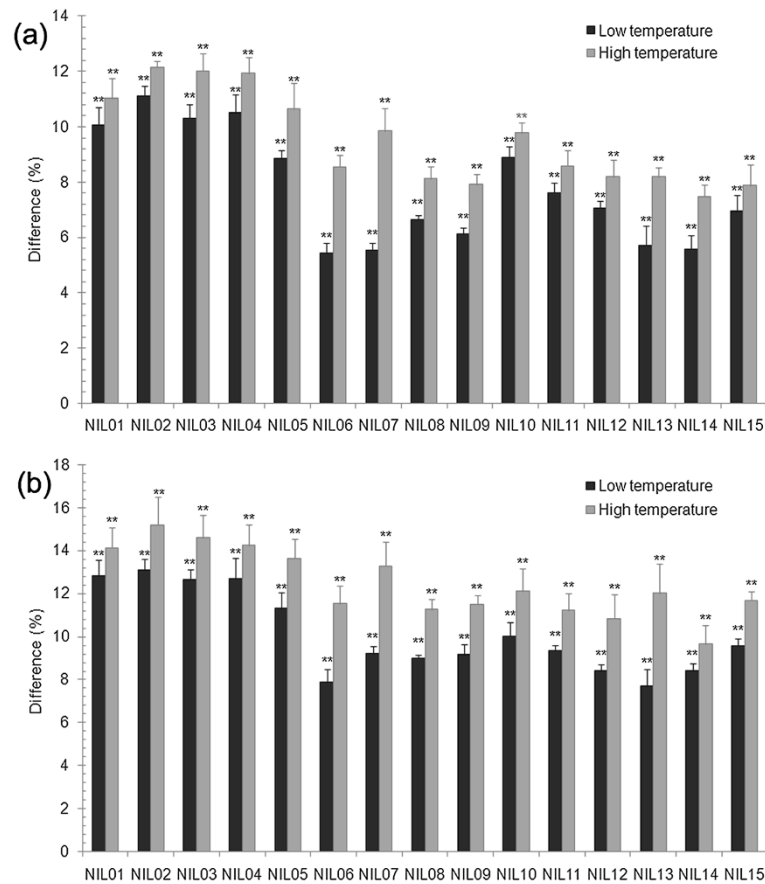 (a)
14
Low temperature
High temperature
12
10
8
6
4
2
0
Difference (%)
** ** ** ** ** ** ** ** ** ** ** ** ** ** ** ** ** ** ** ** ** ** ** ** ** ** ** ** ** **
NIL01 NIL02 NIL03 NIL04 NIL05 NIL06 NIL07 NIL08 NIL09 NIL10 NIL11 NIL12 NIL13 NIL14 NIL15
(b)
18
Low temperature
High temperature
16
14
12
10
8
6
4
2
0
Difference (%)
** ** ** ** ** ** ** ** ** ** ** ** ** ** ** ** ** ** ** ** ** ** ** ** ** ** ** ** ** **
NIL01 NIL02 NIL03 NIL04 NIL05 NIL06 NIL07 NIL08 NIL09 NIL10 NIL11 NIL12 NIL13 NIL14 NIL15